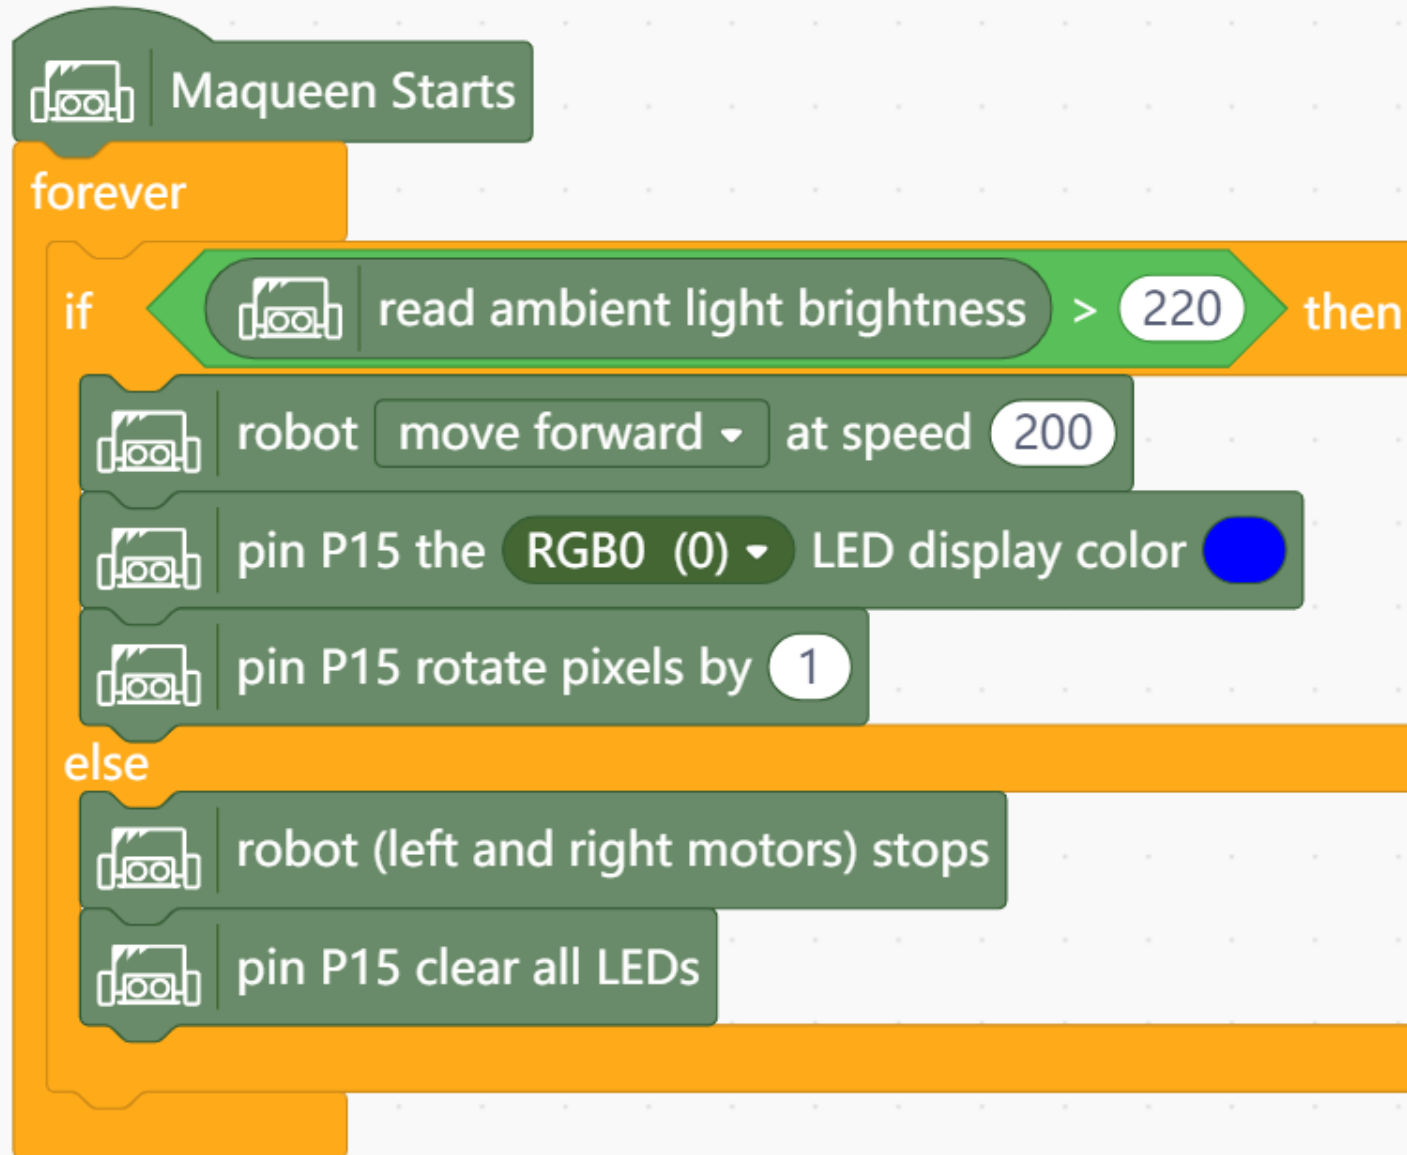 Maqueen Starts
forever
if read ambient light brightness > 220 then
robot move forward at speed 200
pin P15 the RGB0 (0) LED display color
pin P15 rotate pixels by 1
else
robot (left and right motors) stops
pin P15 clear all LEDs